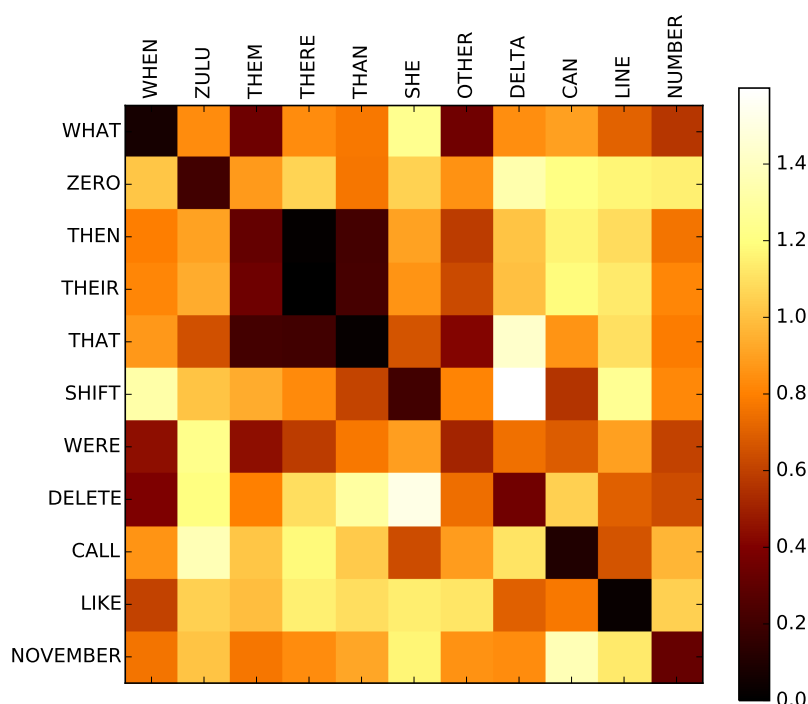 WHEN ZULU THEM THERE THAN SHE OTHER DELTA CAN LINE NUMBER
WHAT
ZERO
THEN
THEIR
THAT
SHIFT
WERE
DELETE
CALL
LIKE
NOVEMBER
1.4
1.2
1.0
0.8
0.6
0.4
0.2
0.0